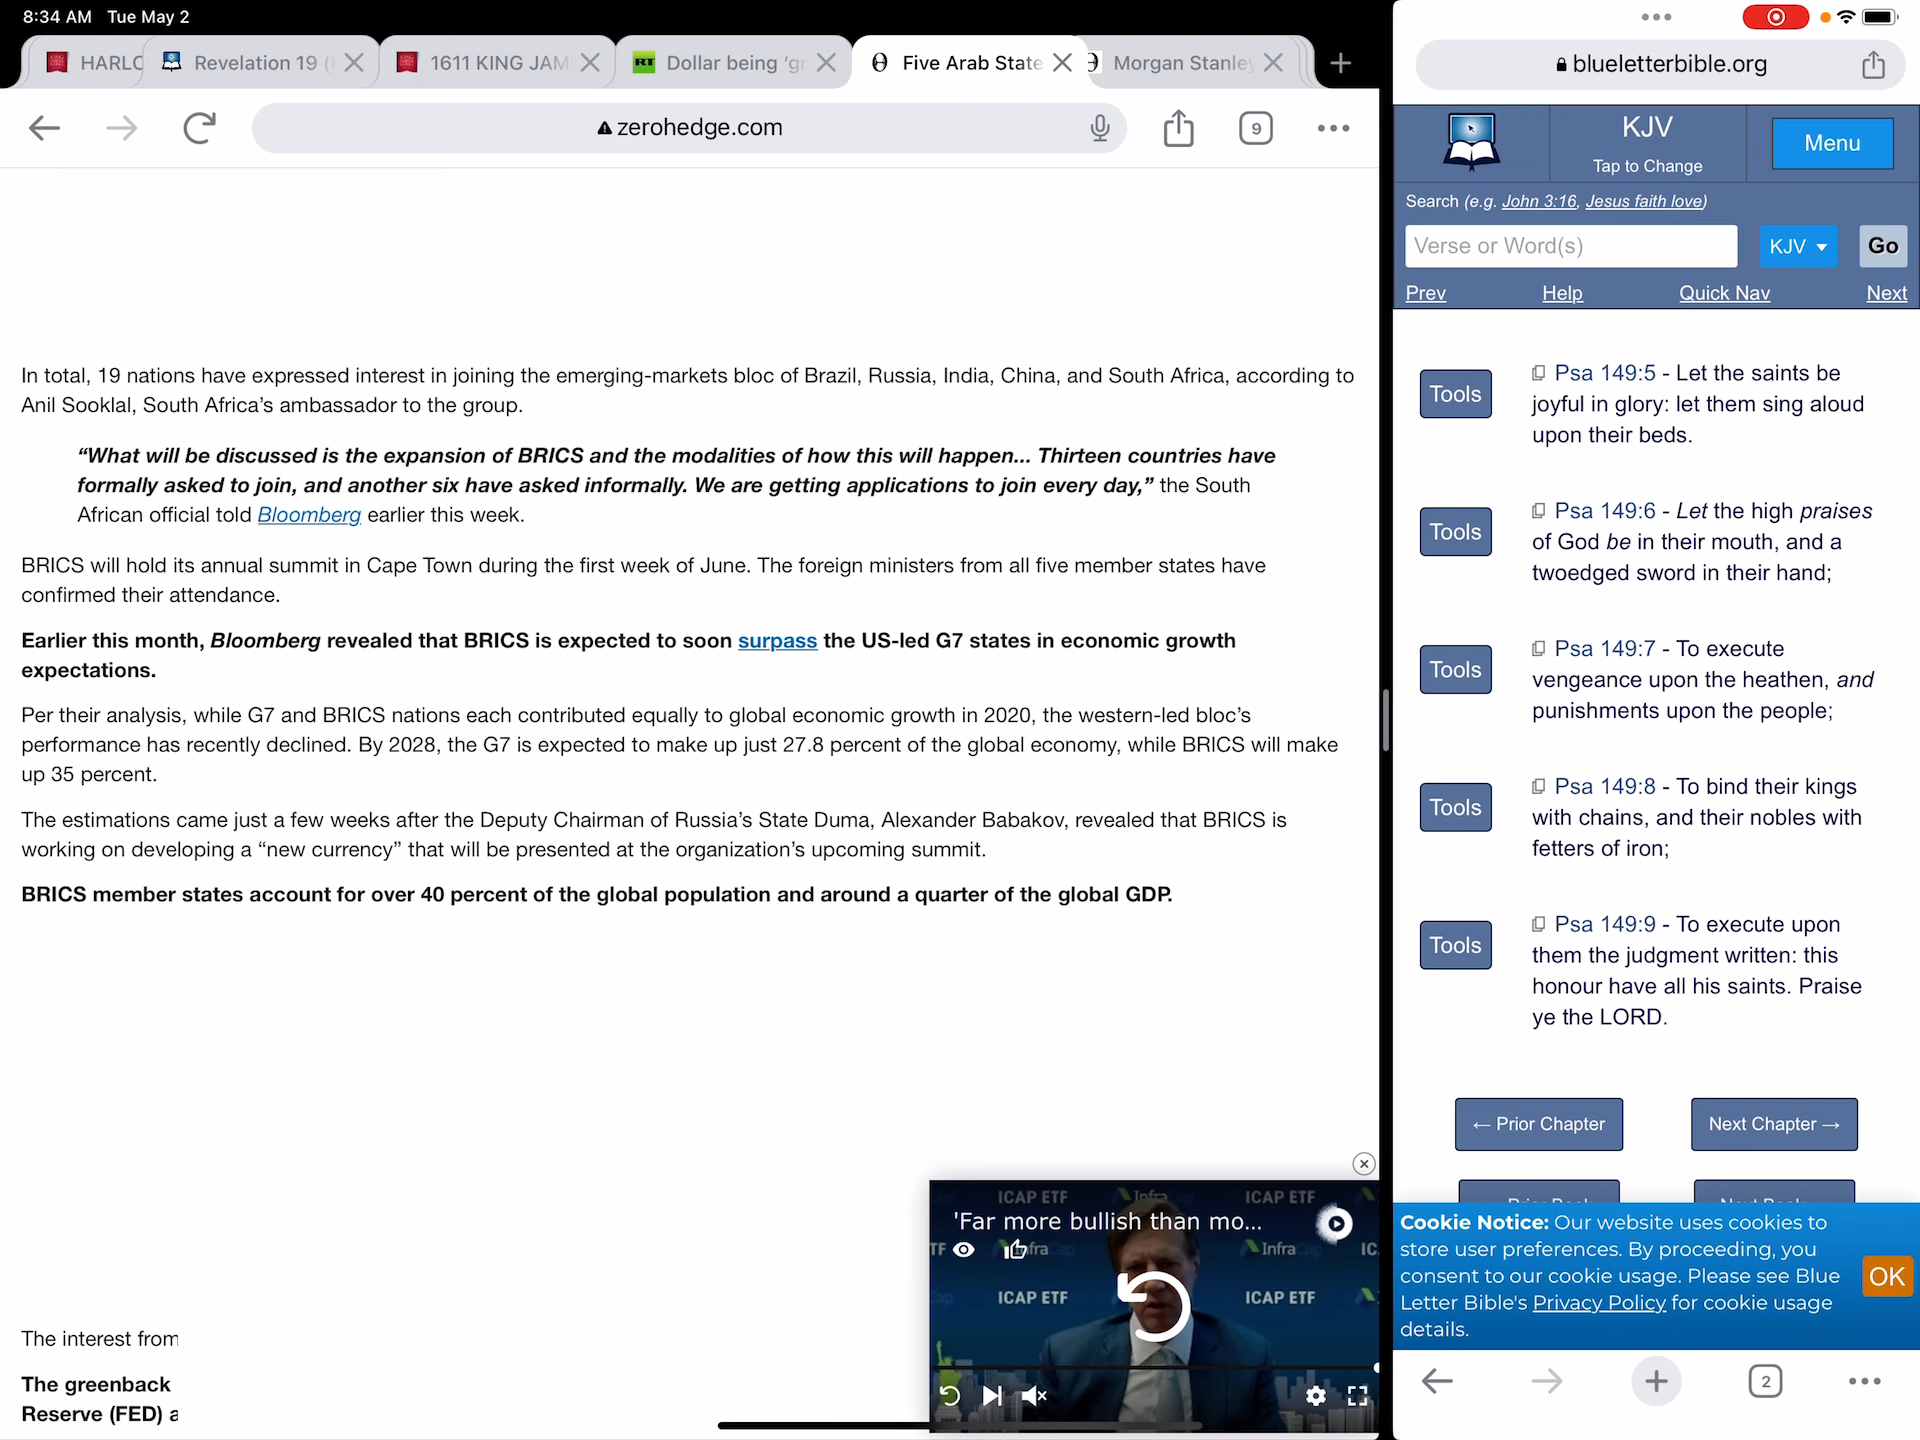 8:34 AM Tue May 2
HARLC
Revelation 19 (
1611 KING JAM
RT
Dollar being ‘gr
Five Arab State
Morgan Stanley
zerohedge.com
9
In total, 19 nations have expressed interest in joining the emerging-markets bloc of Brazil, Russia, India, China, and South Africa, according to
Anil Sooklal, South Africa’s ambassador to the group.
“What will be discussed is the expansion of BRICS and the modalities of how this will happen... Thirteen countries have
formally asked to join, and another six have asked informally. We are getting applications to join every day,” the South
African official told Bloomberg earlier this week.
BRICS will hold its annual summit in Cape Town during the first week of June. The foreign ministers from all five member states have
confirmed their attendance.
Earlier this month, Bloomberg revealed that BRICS is expected to soon surpass the US-led G7 states in economic growth
expectations.
Per their analysis, while G7 and BRICS nations each contributed equally to global economic growth in 2020, the western-led bloc’s
performance has recently declined. By 2028, the G7 is expected to make up just 27.8 percent of the global economy, while BRICS will make
up 35 percent.
The estimations came just a few weeks after the Deputy Chairman of Russia’s State Duma, Alexander Babakov, revealed that BRICS is
working on developing a “new currency” that will be presented at the organization’s upcoming summit.
BRICS member states account for over 40 percent of the global population and around a quarter of the global GDP.
The interest from
The greenback
Reserve (FED) a
ICAP ETF InfraCap ICAP ETF
'Far more bullish than mo...
TF InfraCap InfraCap IC
ICAP ETF ICAP ETF
blueletterbible.org
KJV
Tap to Change
Menu
Search (e.g. John 3:16, Jesus faith love)
Verse or Word(s)
KJV
Go
Prev Help Quick Nav Next
Tools
Psa 149:5 - Let the saints be
joyful in glory: let them sing aloud
upon their beds.
Tools
Psa 149:6 - Let the high praises
of God be in their mouth, and a
twoedged sword in their hand;
Tools
Psa 149:7 - To execute
vengeance upon the heathen, and
punishments upon the people;
Tools
Psa 149:8 - To bind their kings
with chains, and their nobles with
fetters of iron;
Tools
Psa 149:9 - To execute upon
them the judgment written: this
honour have all his saints. Praise
ye the LORD.
← Prior Chapter
Next Chapter →
Prior Book
Next Book
Cookie Notice: Our website uses cookies to
store user preferences. By proceeding, you
consent to our cookie usage. Please see Blue
Letter Bible's Privacy Policy for cookie usage
details.
OK
2